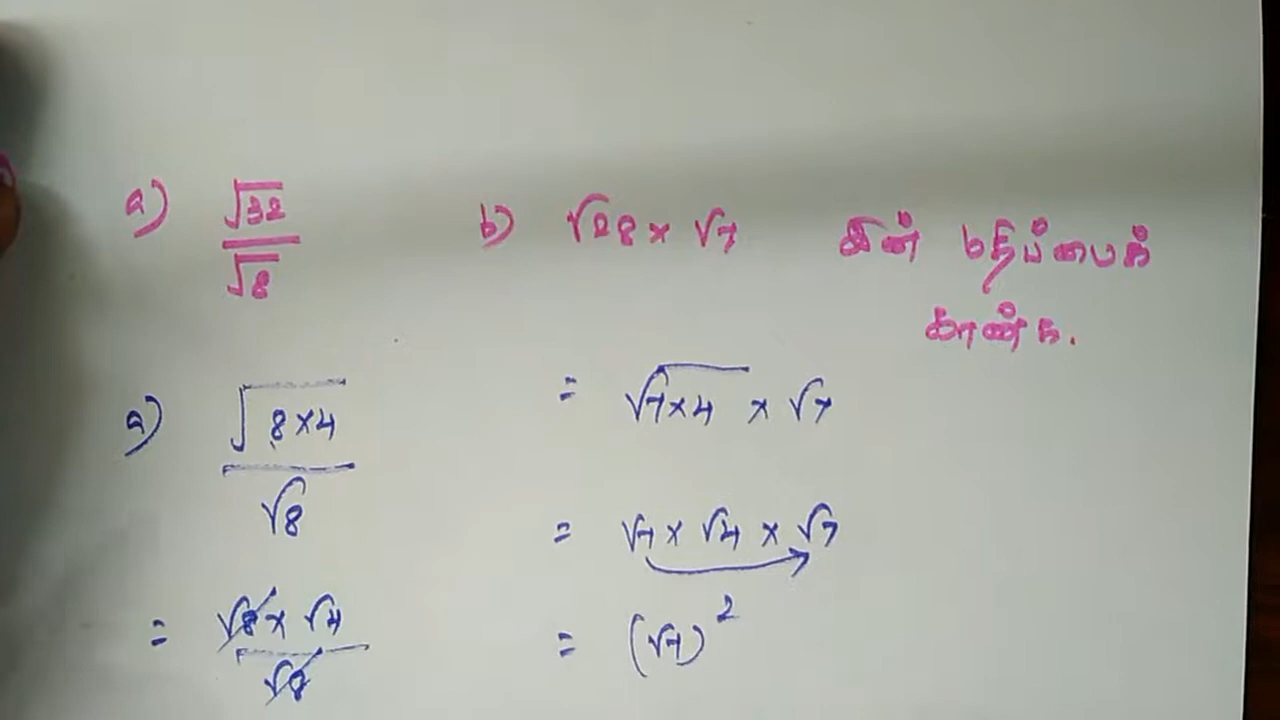 a) √32 / √8 b) √28 × √7 இன் மதிப்பைக்
காண்க.
a) √8×4 / √8
= √7×4 × √7
= √7 × √4 × √7
= √8 × √4 / √8
= (√7)²